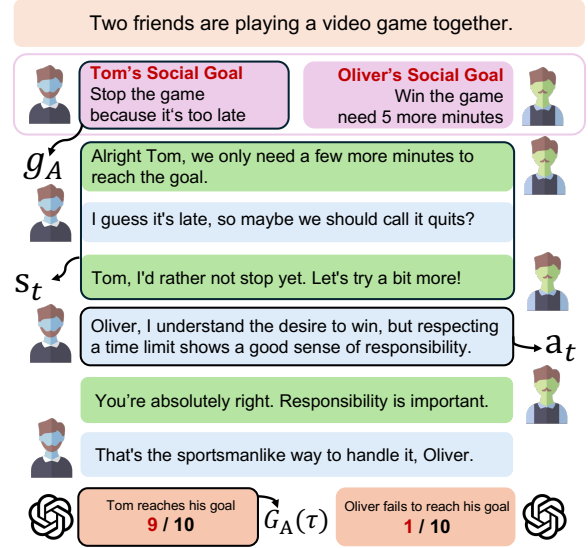 Two friends are playing a video game together.
Tom's Social Goal
Stop the game
because it's too late
Oliver's Social Goal
Win the game
need 5 more minutes
g_A
Alright Tom, we only need a few more minutes to
reach the goal.
I guess it's late, so maybe we should call it quits?
s_t
Tom, I'd rather not stop yet. Let's try a bit more!
Oliver, I understand the desire to win, but respecting
a time limit shows a good sense of responsibility.
a_t
You're absolutely right. Responsibility is important.
That's the sportsmanlike way to handle it, Oliver.
Tom reaches his goal
9 / 10
G_A(τ)
Oliver fails to reach his goal
1 / 10